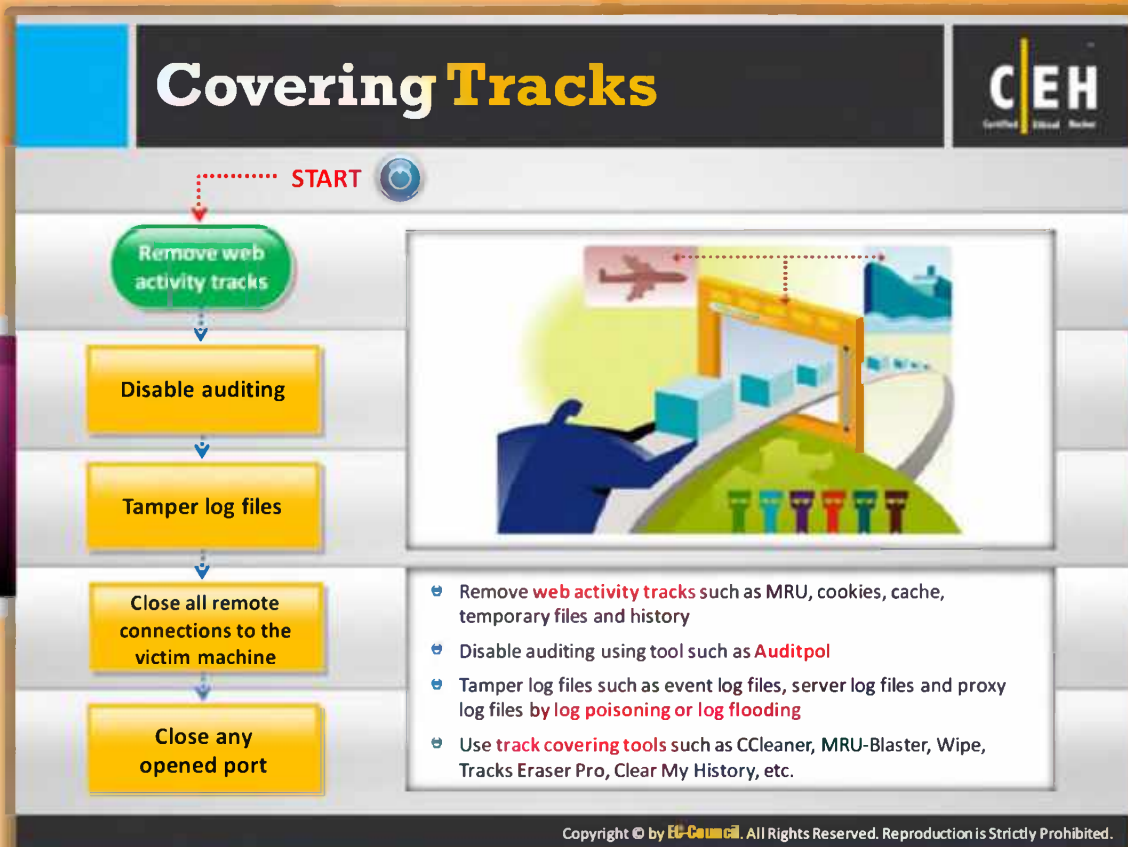 Covering Tracks
C EH
Certified Ethical Hacker
START
Remove web
activity tracks
Disable auditing
Tamper log files
Close all remote
connections to the
victim machine
Close any
opened port
Remove web activity tracks such as MRU, cookies, cache,
temporary files and history
Disable auditing using tool such as Auditpol
Tamper log files such as event log files, server log files and proxy
log files by log poisoning or log flooding
Use track covering tools such as CCleaner, MRU-Blaster, Wipe,
Tracks Eraser Pro, Clear My History, etc.
Copyright © by EC-Council. All Rights Reserved. Reproduction is Strictly Prohibited.